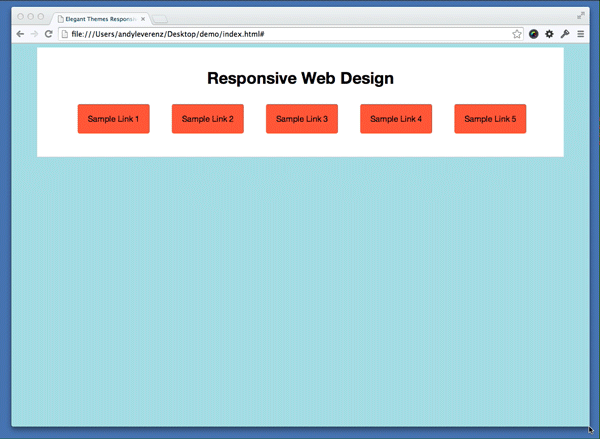 Elegant Themes Responsiv
file:///Users/andyleverenz/Desktop/demo/index.html#
Responsive Web Design
Sample Link 1
Sample Link 2
Sample Link 3
Sample Link 4
Sample Link 5